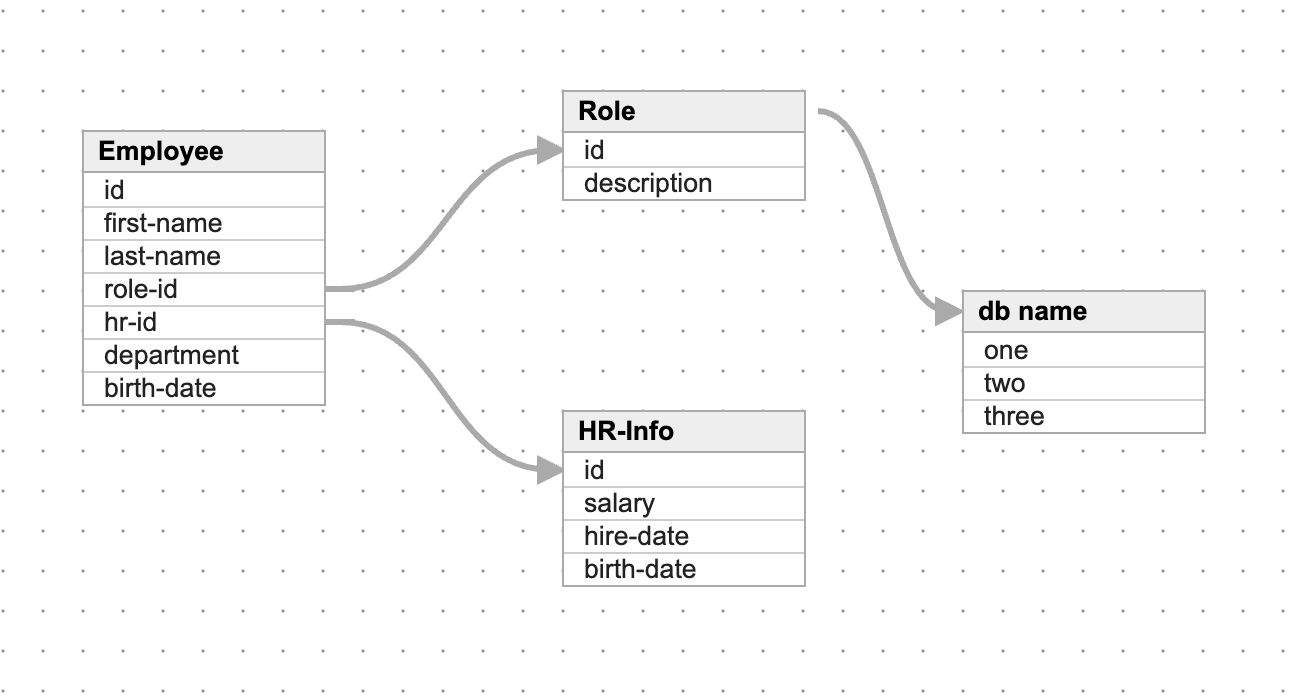 Employee
id
first-name
last-name
role-id
hr-id
department
birth-date
Role
id
description
HR-Info
id
salary
hire-date
birth-date
db name
one
two
three